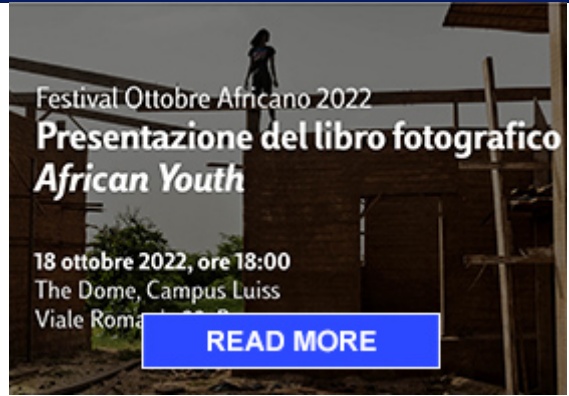 Festival Ottobre Africano 2022
Presentazione del libro fotografico
African Youth
18 ottobre 2022, ore 18:00
The Dome, Campus Luiss
Viale
READ MORE